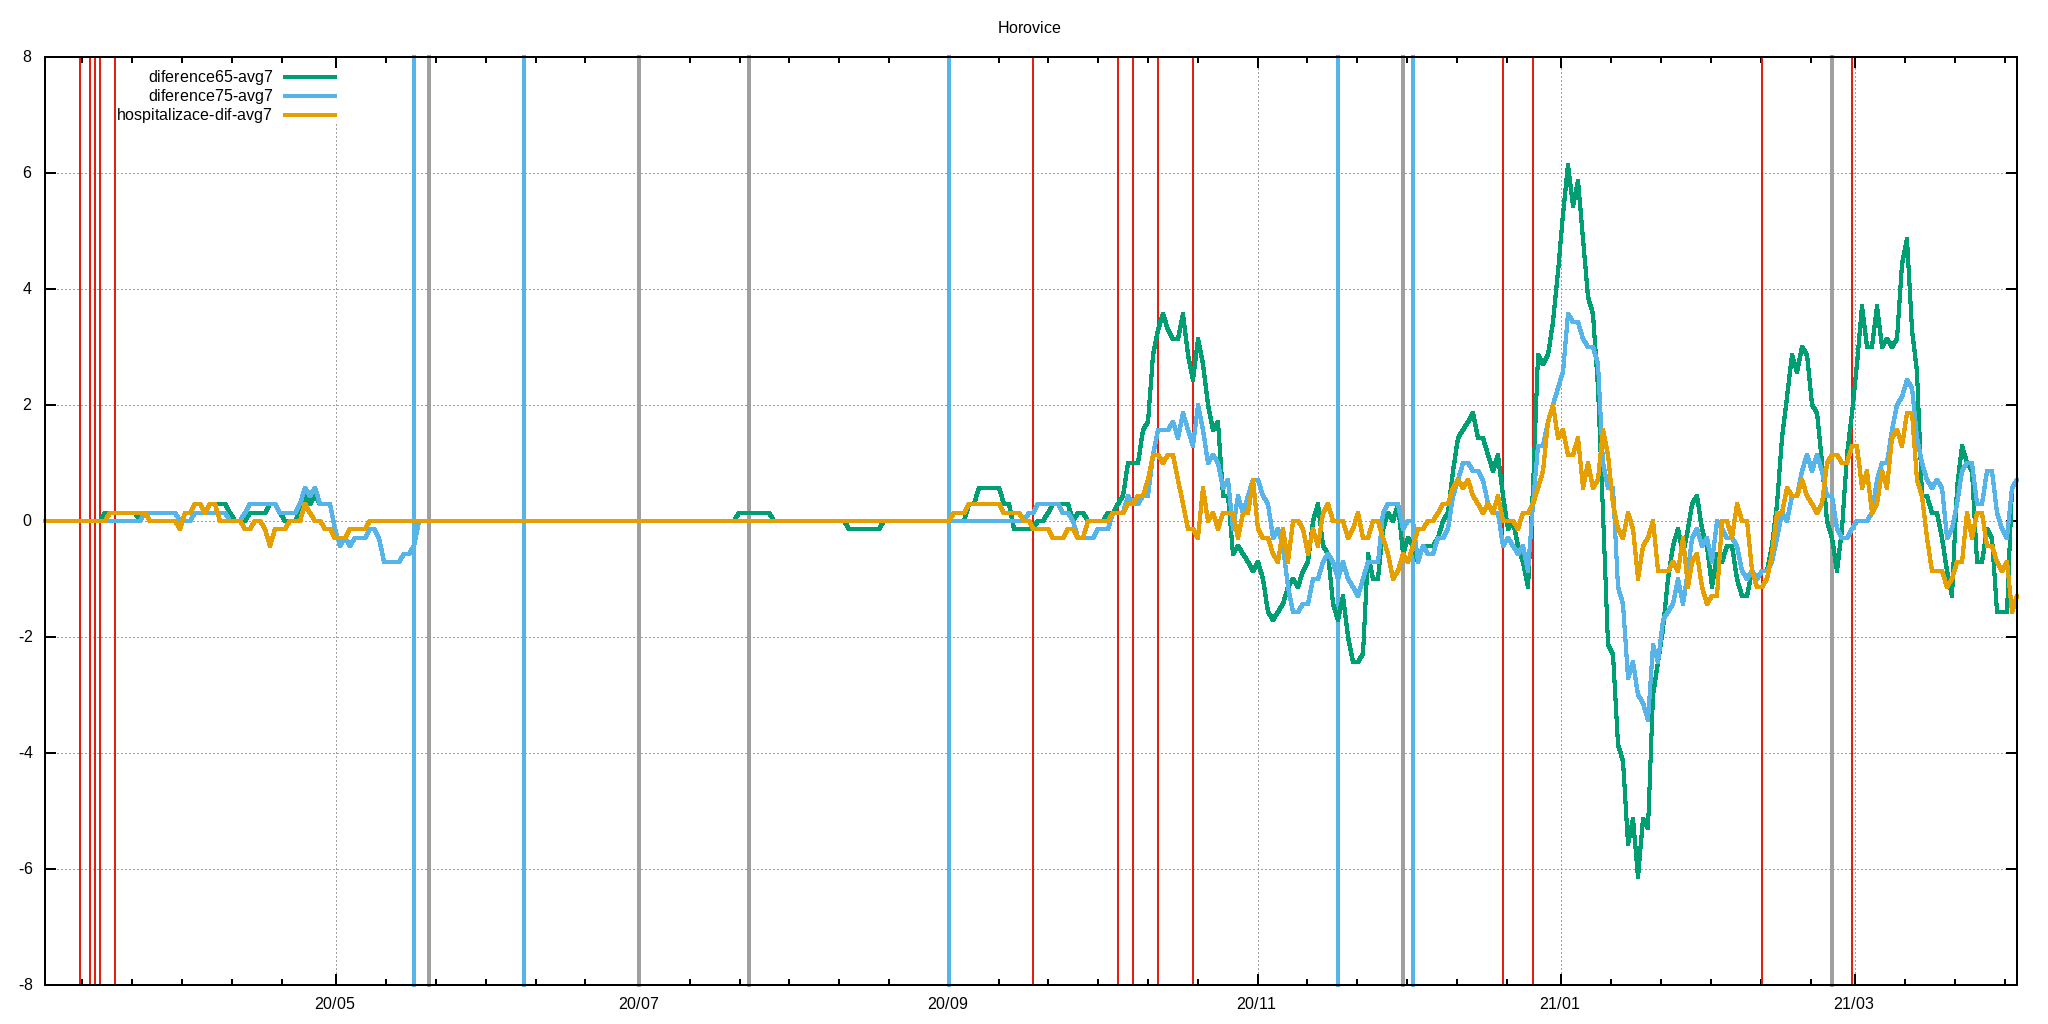 Horovice
8
diference65-avg7
diference75-avg7
hospitalizace-dif-avg7
6
4
2
0
-2
-4
-6
-8
20/05 20/07 20/09 20/11 21/01 21/03